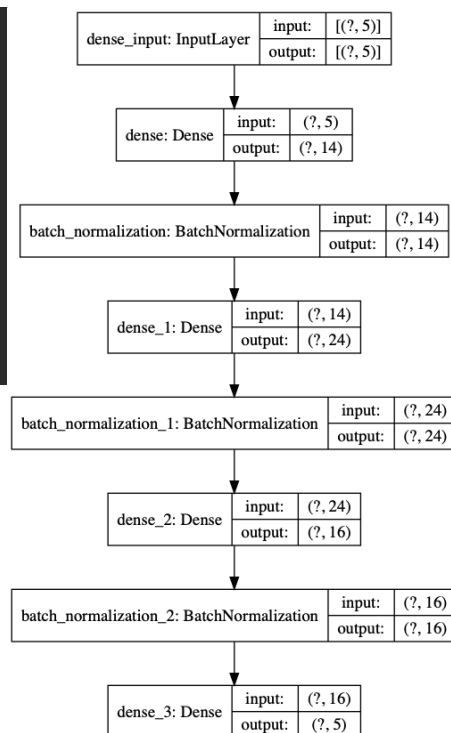 dense_input: InputLayer
input: [(?, 5)]
output: [(?, 5)]
dense: Dense
input: (?, 5)
output: (?, 14)
batch_normalization: BatchNormalization
input: (?, 14)
output: (?, 14)
dense_1: Dense
input: (?, 14)
output: (?, 24)
batch_normalization_1: BatchNormalization
input: (?, 24)
output: (?, 24)
dense_2: Dense
input: (?, 24)
output: (?, 16)
batch_normalization_2: BatchNormalization
input: (?, 16)
output: (?, 16)
dense_3: Dense
input: (?, 16)
output: (?, 5)